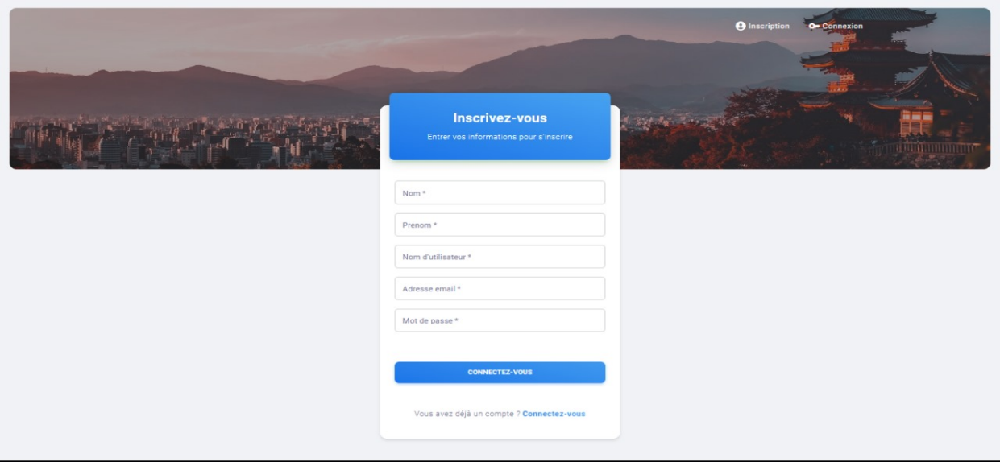 Inscription
Connexion
Inscrivez-vous
Entrer vos informations pour s'inscrire
Nom *
Prenom *
Nom d'utilisateur *
Adresse email *
Mot de passe *
CONNECTEZ-VOUS
Vous avez déjà un compte ? Connectez-vous